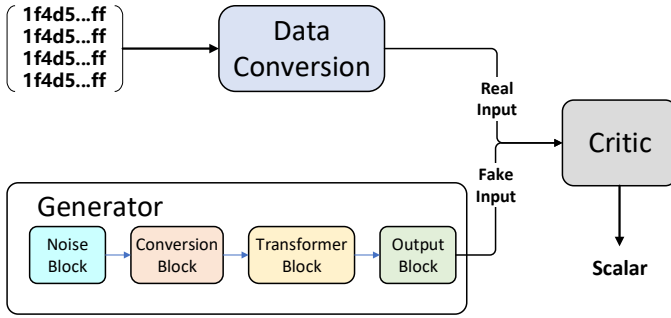 1f4d5...ff
1f4d5...ff
1f4d5...ff
1f4d5...ff
Data
Conversion
Real
Input
Critic
Fake
Input
Generator
Noise
Block
Conversion
Block
Transformer
Block
Output
Block
Scalar